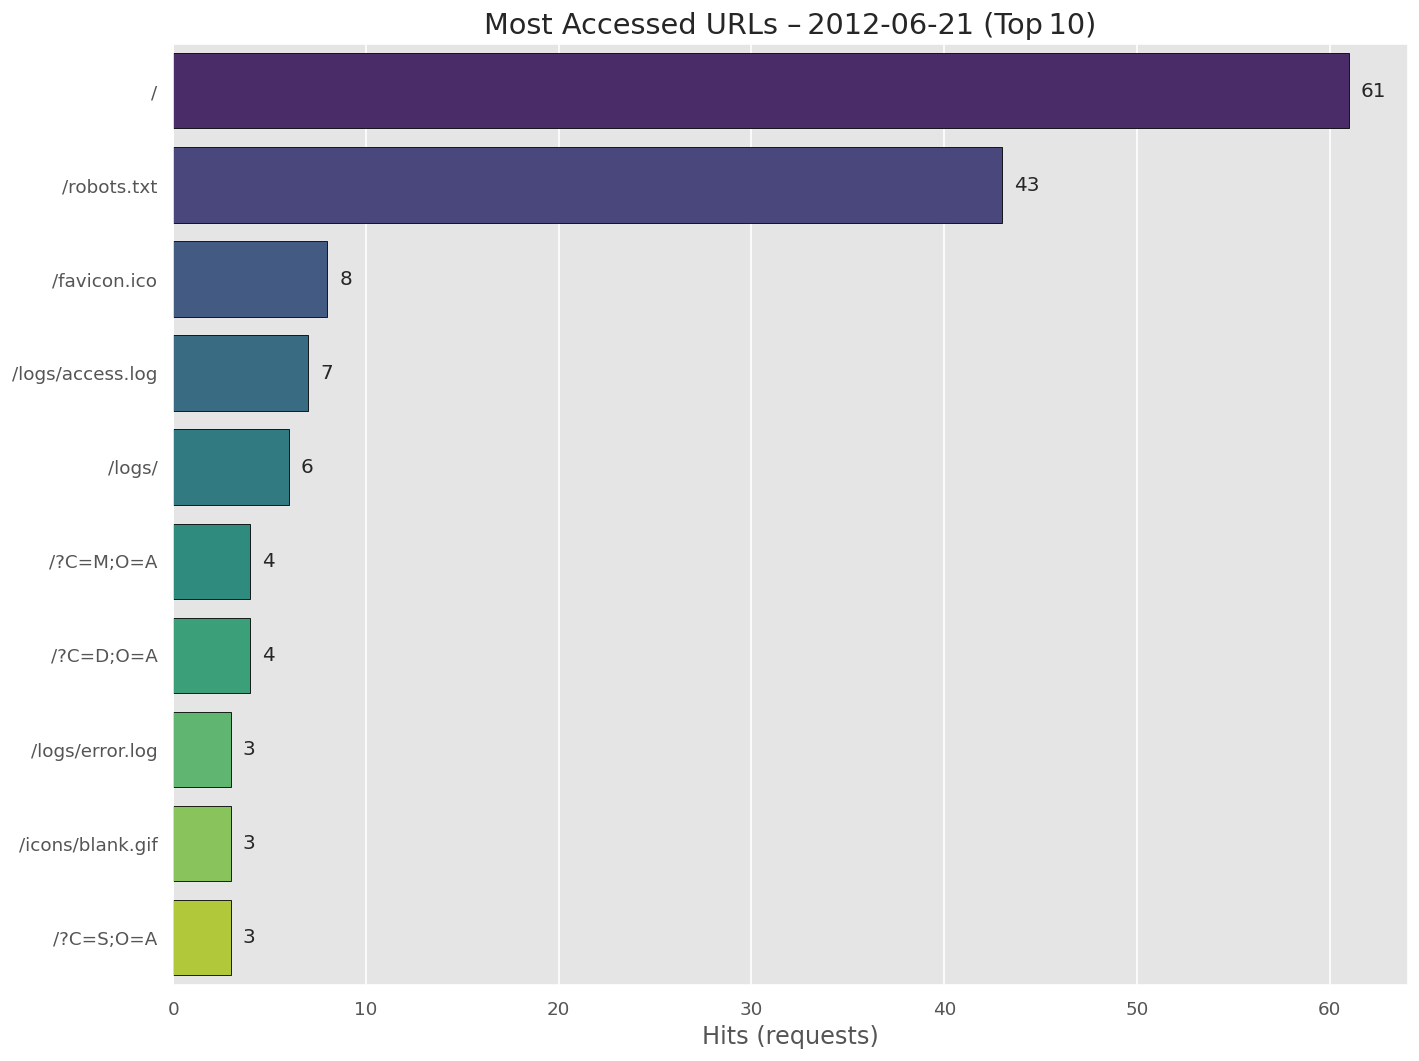 Most Accessed URLs – 2012-06-21 (Top 10)
/ 61
/robots.txt 43
/favicon.ico 8
/logs/access.log 7
/logs/ 6
/?C=M;O=A 4
/?C=D;O=A 4
/logs/error.log 3
/icons/blank.gif 3
/?C=S;O=A 3
0 10 20 30 40 50 60
Hits (requests)